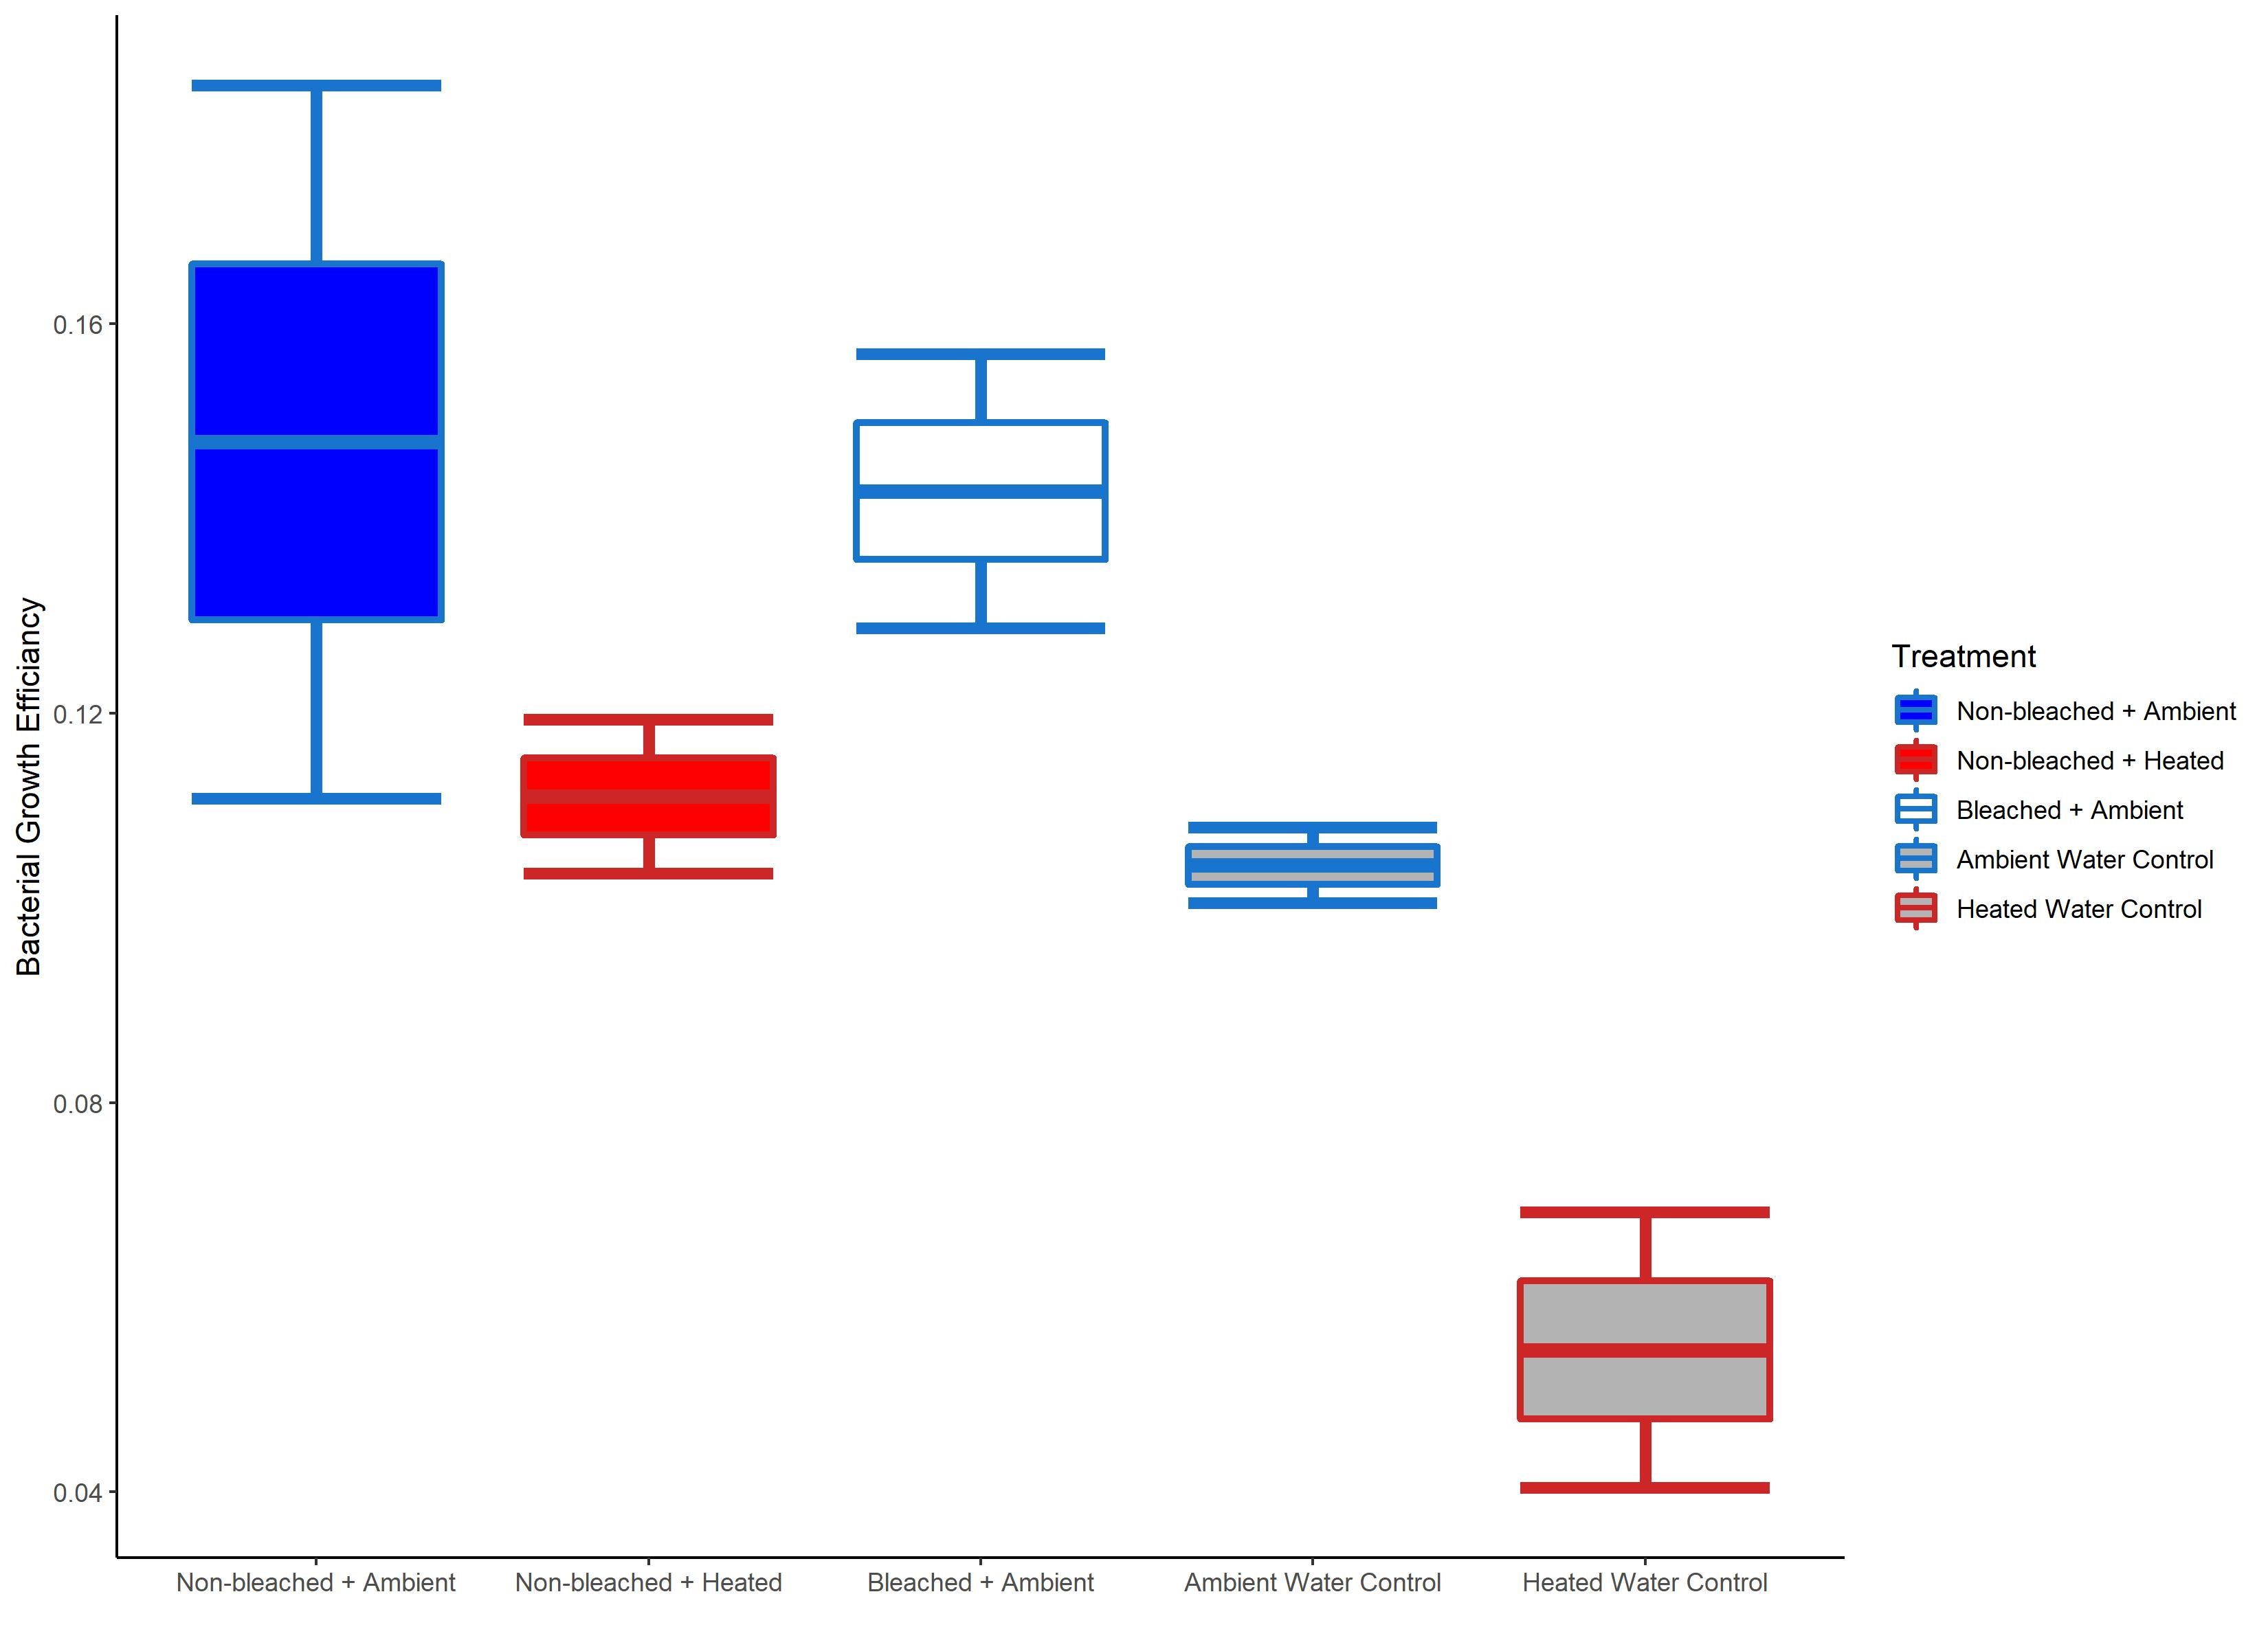 Bacterial Growth Efficiancy
0.16
0.12
0.08
0.04
Non-bleached + Ambient
Non-bleached + Heated
Bleached + Ambient
Ambient Water Control
Heated Water Control
Treatment
Non-bleached + Ambient
Non-bleached + Heated
Bleached + Ambient
Ambient Water Control
Heated Water Control